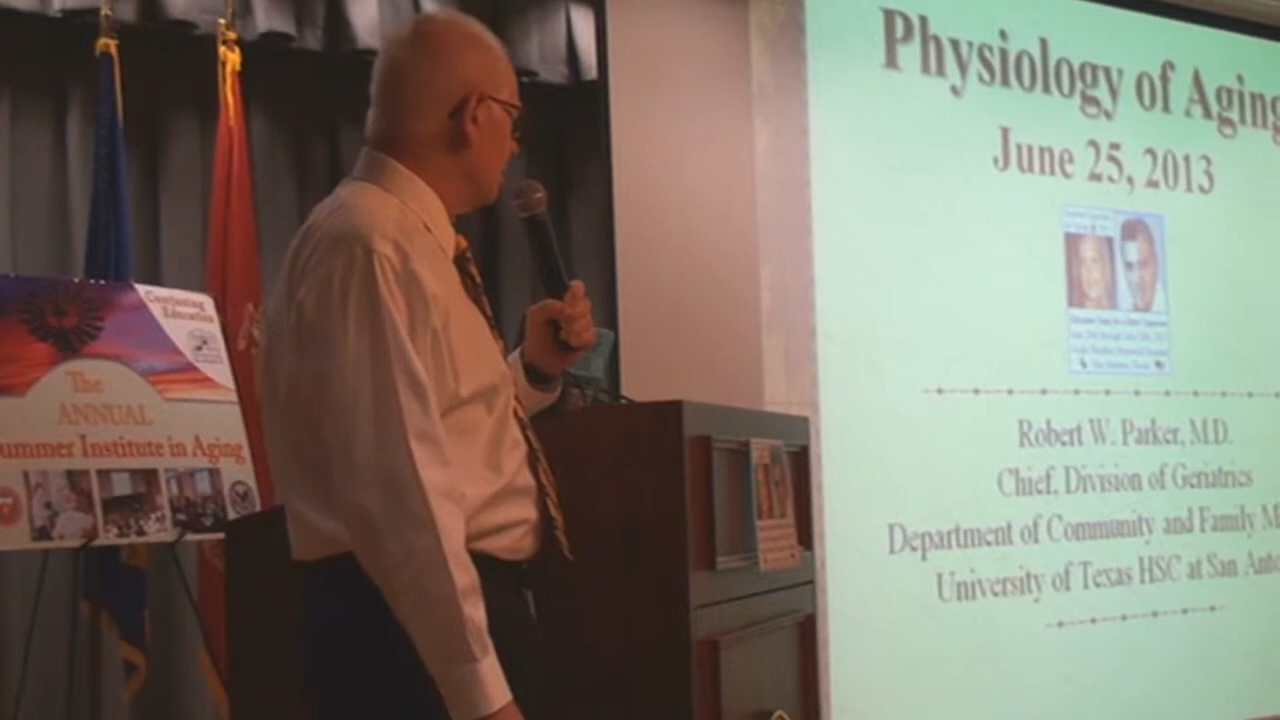 Continuing
Education
The
ANNUAL
ummer Institute in Aging
Physiology of Aging
June 25, 2013
Robert W. Parker, M.D.
Chief, Division of Geriatrics
Department of Community and Family M
University of Texas HSC at San Anto